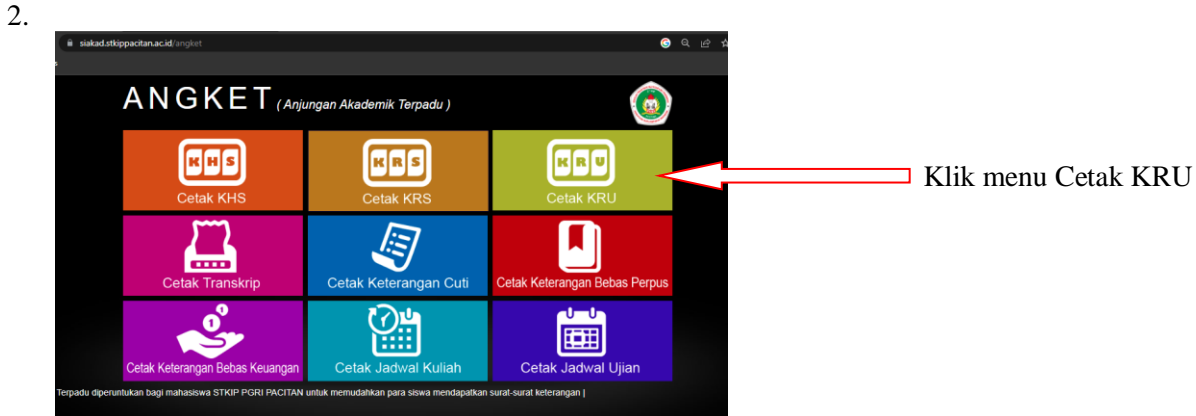 2.
siakad.stkippacitan.ac.id/angket
s
ANGKET ( Anjungan Akademik Terpadu )
KHS
Cetak KHS
KRS
Cetak KRS
KRU
Cetak KRU
Klik menu Cetak KRU
Cetak Transkrip
Cetak Keterangan Cuti
Cetak Keterangan Bebas Perpus
1
1
Cetak Keterangan Bebas Keuangan
Cetak Jadwal Kuliah
Cetak Jadwal Ujian
Terpadu diperuntukan bagi mahasiswa STKIP PGRI PACITAN untuk memudahkan para siswa mendapatkan surat-surat keterangan |